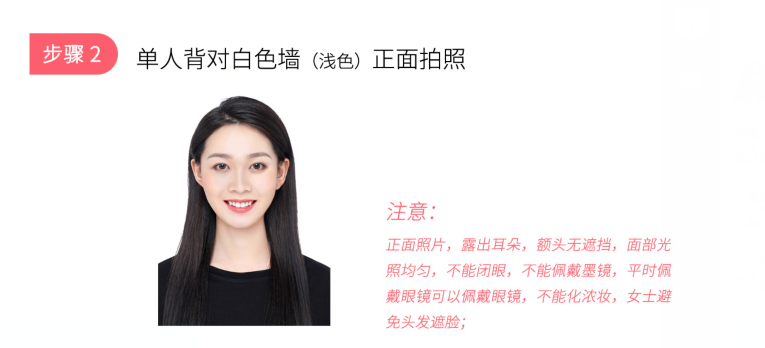 步骤 2
单人背对白色墙（浅色）正面拍照
注意：
正面照片，露出耳朵，额头无遮挡，面部光
照均匀，不能闭眼，不能佩戴墨镜，平时佩
戴眼镜可以佩戴眼镜，不能化浓妆，女士避
免头发遮脸；